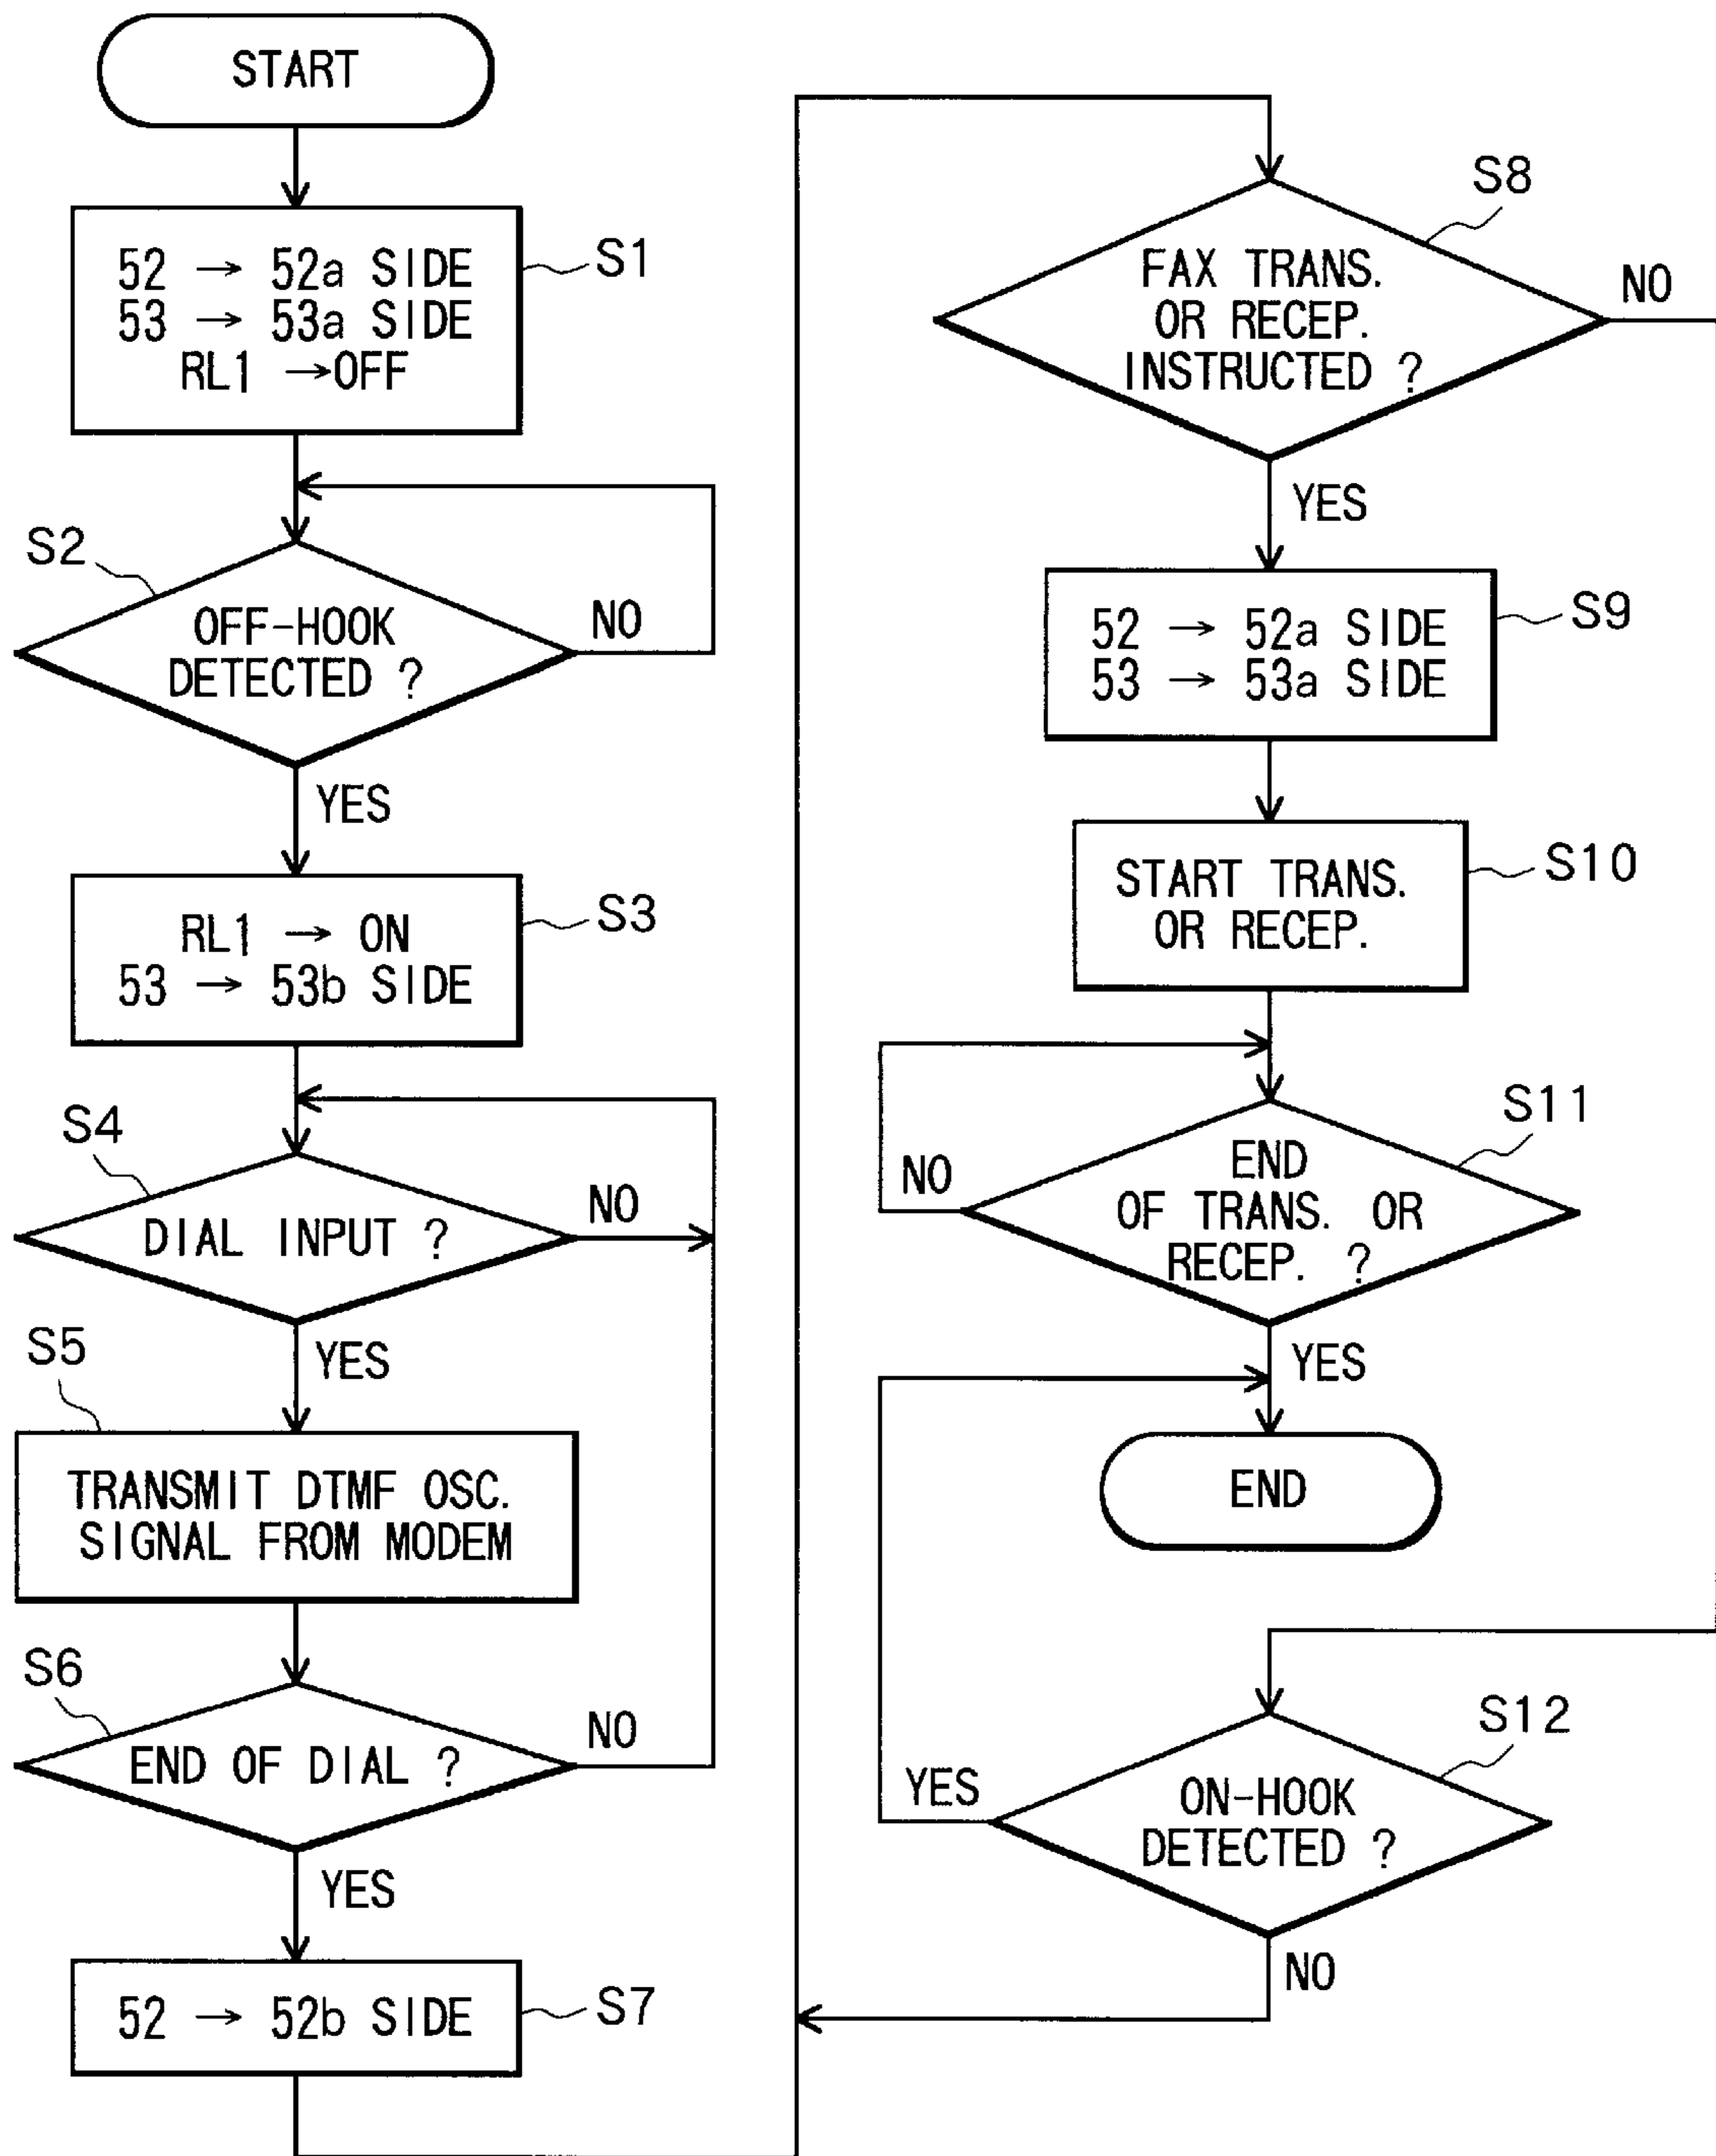 START
52 → 52a SIDE
53 → 53a SIDE
RL1 →OFF
S1
S2
OFF-HOOK
DETECTED ?
NO
YES
RL1 → ON
53 → 53b SIDE
S3
S4
DIAL INPUT ?
NO
YES
S5
TRANSMIT DTMF OSC.
SIGNAL FROM MODEM
S6
END OF DIAL ?
NO
YES
52 → 52b SIDE
S7
S8
FAX TRANS.
OR RECEP.
INSTRUCTED ?
NO
YES
52 → 52a SIDE
53 → 53a SIDE
S9
START TRANS.
OR RECEP.
S10
S11
END
OF TRANS. OR
RECEP. ?
NO
YES
END
S12
ON-HOOK
DETECTED ?
YES
NO